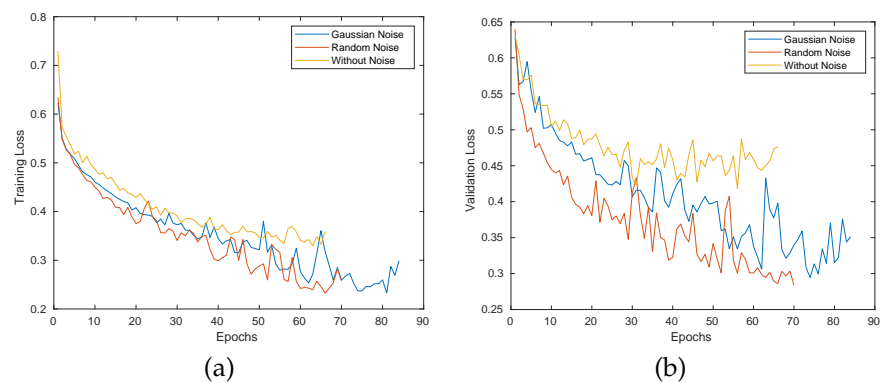 0.8
0.7
0.6
0.5
0.4
0.3
0.2
Training Loss
0 10 20 30 40 50 60 70 80 90
Epochs
Gaussian Noise
Random Noise
Without Noise
(a)
0.65
0.6
0.55
0.5
0.45
0.4
0.35
0.3
0.25
Validation Loss
0 10 20 30 40 50 60 70 80 90
Epochs
Gaussian Noise
Random Noise
Without Noise
(b)